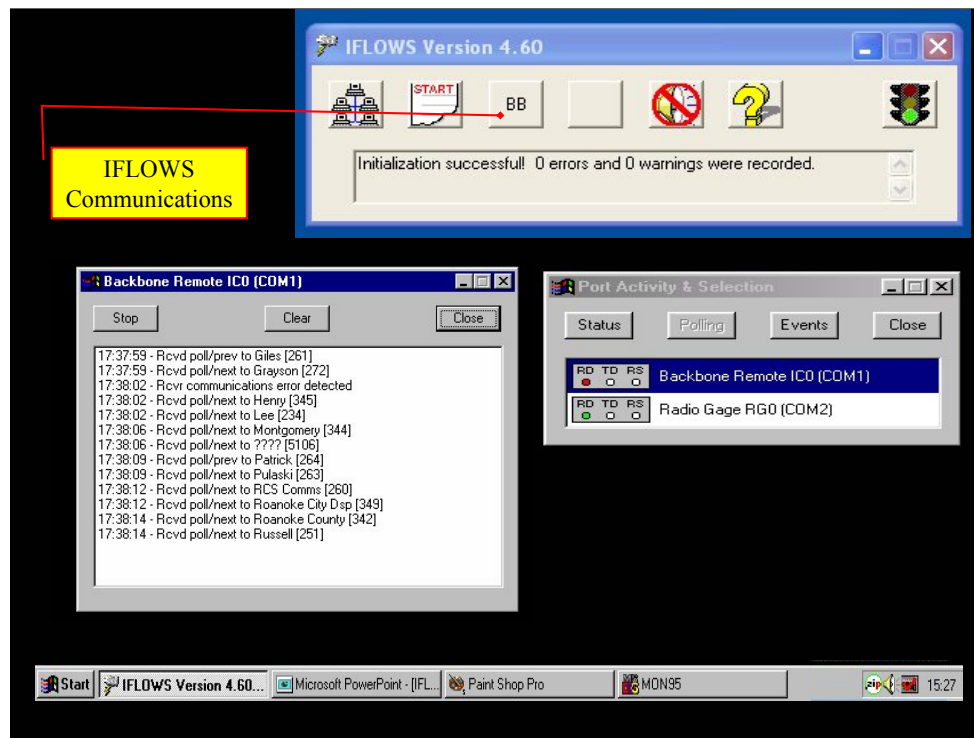 IFLOWS Version 4.60
START
BB
Initialization successful!  0 errors and 0 warnings were recorded.
IFLOWS
Communications
Backbone Remote IC0 (COM1)
Stop
Clear
Close
17:37:59 - Rcvd poll/prev to Giles [261]
17:37:59 - Rcvd poll/next to Grayson [272]
17:38:02 - Rcvr communications error detected
17:38:02 - Rcvd poll/next to Henry [345]
17:38:02 - Rcvd poll/next to Lee [234]
17:38:06 - Rcvd poll/next to Montgomery [344]
17:38:06 - Rcvd poll/next to ???? [5106]
17:38:09 - Rcvd poll/prev to Patrick [264]
17:38:09 - Rcvd poll/next to Pulaski [263]
17:38:12 - Rcvd poll/next to RCS Comms [260]
17:38:12 - Rcvd poll/next to Roanoke City Dsp [349]
17:38:14 - Rcvd poll/next to Roanoke County [342]
17:38:14 - Rcvd poll/next to Russell [251]
Port Activity & Selection
Status
Polling
Events
Close
RD TD RS
Backbone Remote IC0 (COM1)
RD TD RS
Radio Gage RG0 (COM2)
Start
IFLOWS Version 4.60...
Microsoft PowerPoint - [IFL...
Paint Shop Pro
MON95
zip
15:27